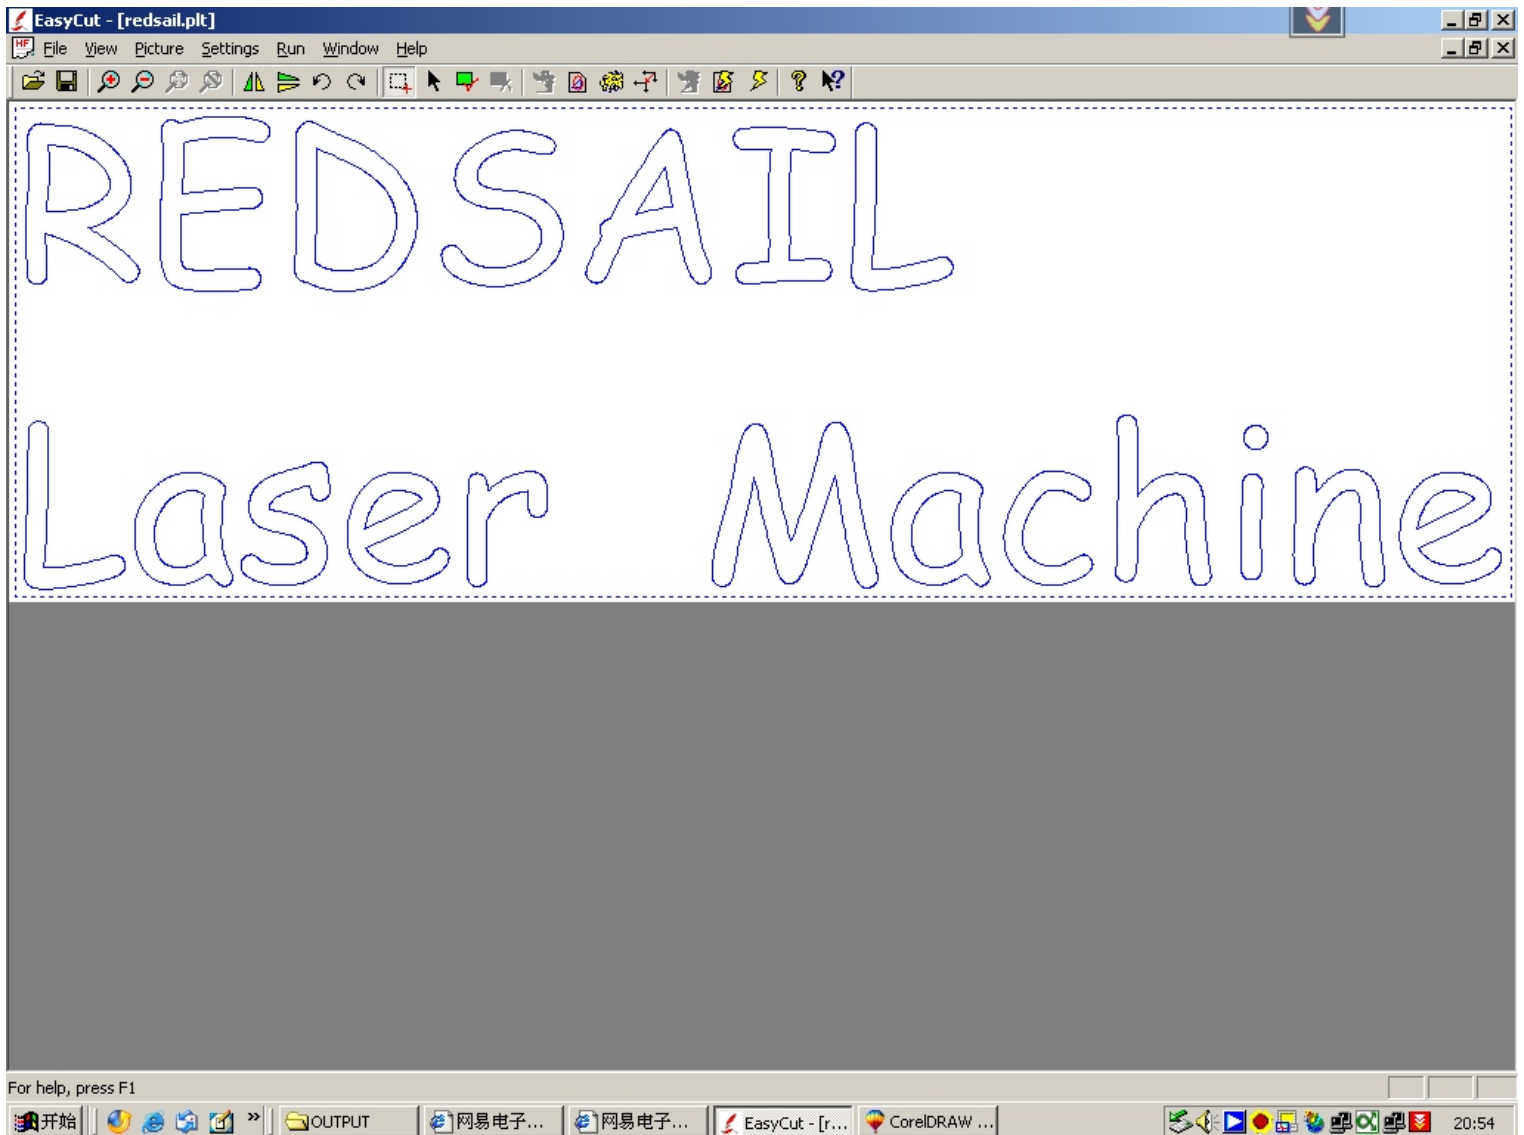 EasyCut - [redsail.plt]
HF File View Picture Settings Run Window Help
REDSAIL
Laser Machine
For help, press F1
开始 » OUTPUT 网易电子... 网易电子... EasyCut - [r... CorelDRAW ... 20:54